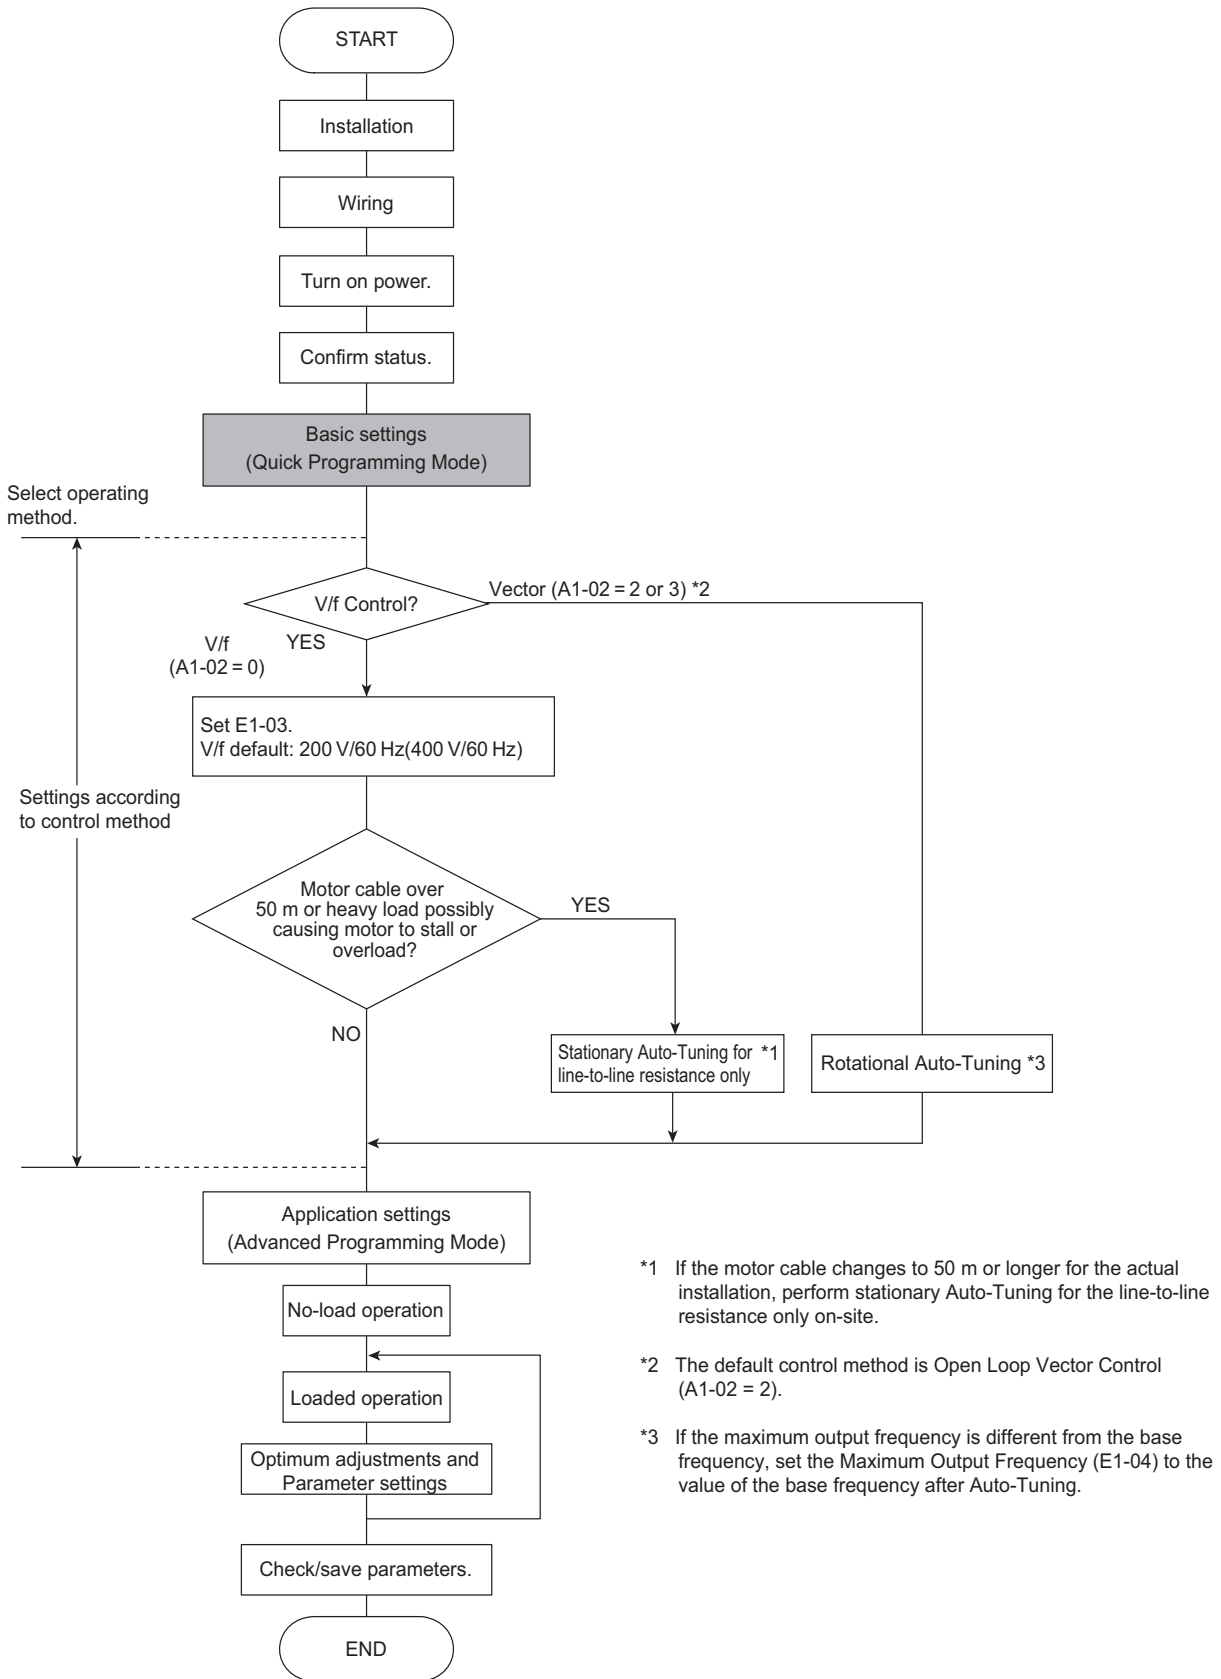 START
Installation
Wiring
Turn on power.
Confirm status.
Basic settings
(Quick Programming Mode)
Select operating
method.
V/f Control?
Vector (A1-02 = 2 or 3) *2
V/f
(A1-02 = 0)
YES
Set E1-03.
V/f default: 200 V/60 Hz(400 V/60 Hz)
Settings according
to control method
Motor cable over
50 m or heavy load possibly
causing motor to stall or
overload?
YES
NO
Stationary Auto-Tuning for *1
line-to-line resistance only
Rotational Auto-Tuning *3
Application settings
(Advanced Programming Mode)
No-load operation
Loaded operation
Optimum adjustments and
Parameter settings
Check/save parameters.
END
*1 If the motor cable changes to 50 m or longer for the actual
installation, perform stationary Auto-Tuning for the line-to-line
resistance only on-site.
*2 The default control method is Open Loop Vector Control
(A1-02 = 2).
*3 If the maximum output frequency is different from the base
frequency, set the Maximum Output Frequency (E1-04) to the
value of the base frequency after Auto-Tuning.